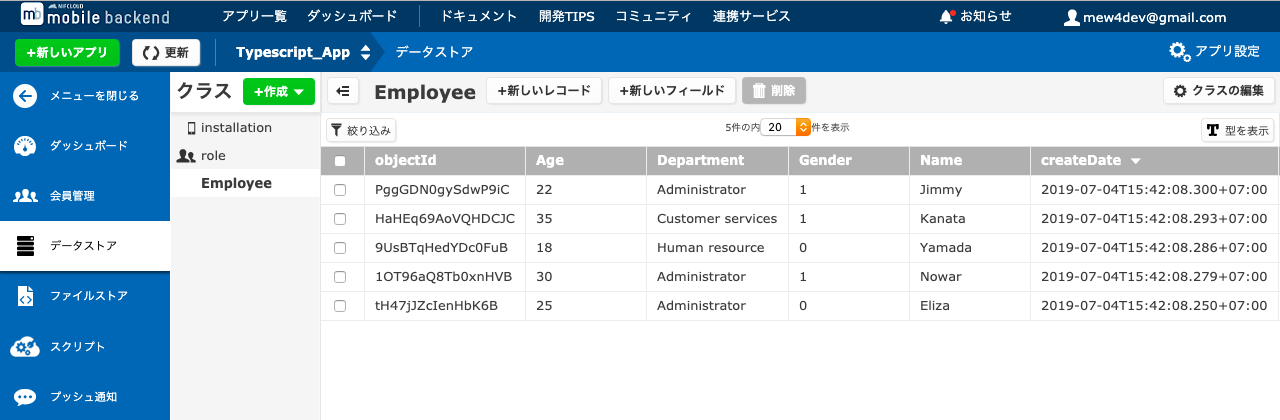 NIFCLOUD
mb mobile backend アプリ一覧 ダッシュボード ドキュメント 開発TIPS コミュニティ 連携サービス お知らせ mew4dev@gmail.com
+新しいアプリ 更新 Typescript_App データストア アプリ設定
メニューを閉じる
ダッシュボード
会員管理
データストア
ファイルストア
スクリプト
プッシュ通知
クラス +作成
installation
role
Employee
Employee +新しいレコード +新しいフィールド 削除 クラスの編集
絞り込み 5件の内 20 件を表示 T 型を表示
objectId Age Department Gender Name createDate
PggGDN0gySdwP9iC 22 Administrator 1 Jimmy 2019-07-04T15:42:08.300+07:00
HaHEq69AoVQHDCJC 35 Customer services 1 Kanata 2019-07-04T15:42:08.293+07:00
9UsBTqHedYDc0FuB 18 Human resource 0 Yamada 2019-07-04T15:42:08.286+07:00
1OT96aQ8Tb0xnHVB 30 Administrator 1 Nowar 2019-07-04T15:42:08.279+07:00
tH47jJZcIenHbK6B 25 Administrator 0 Eliza 2019-07-04T15:42:08.250+07:00